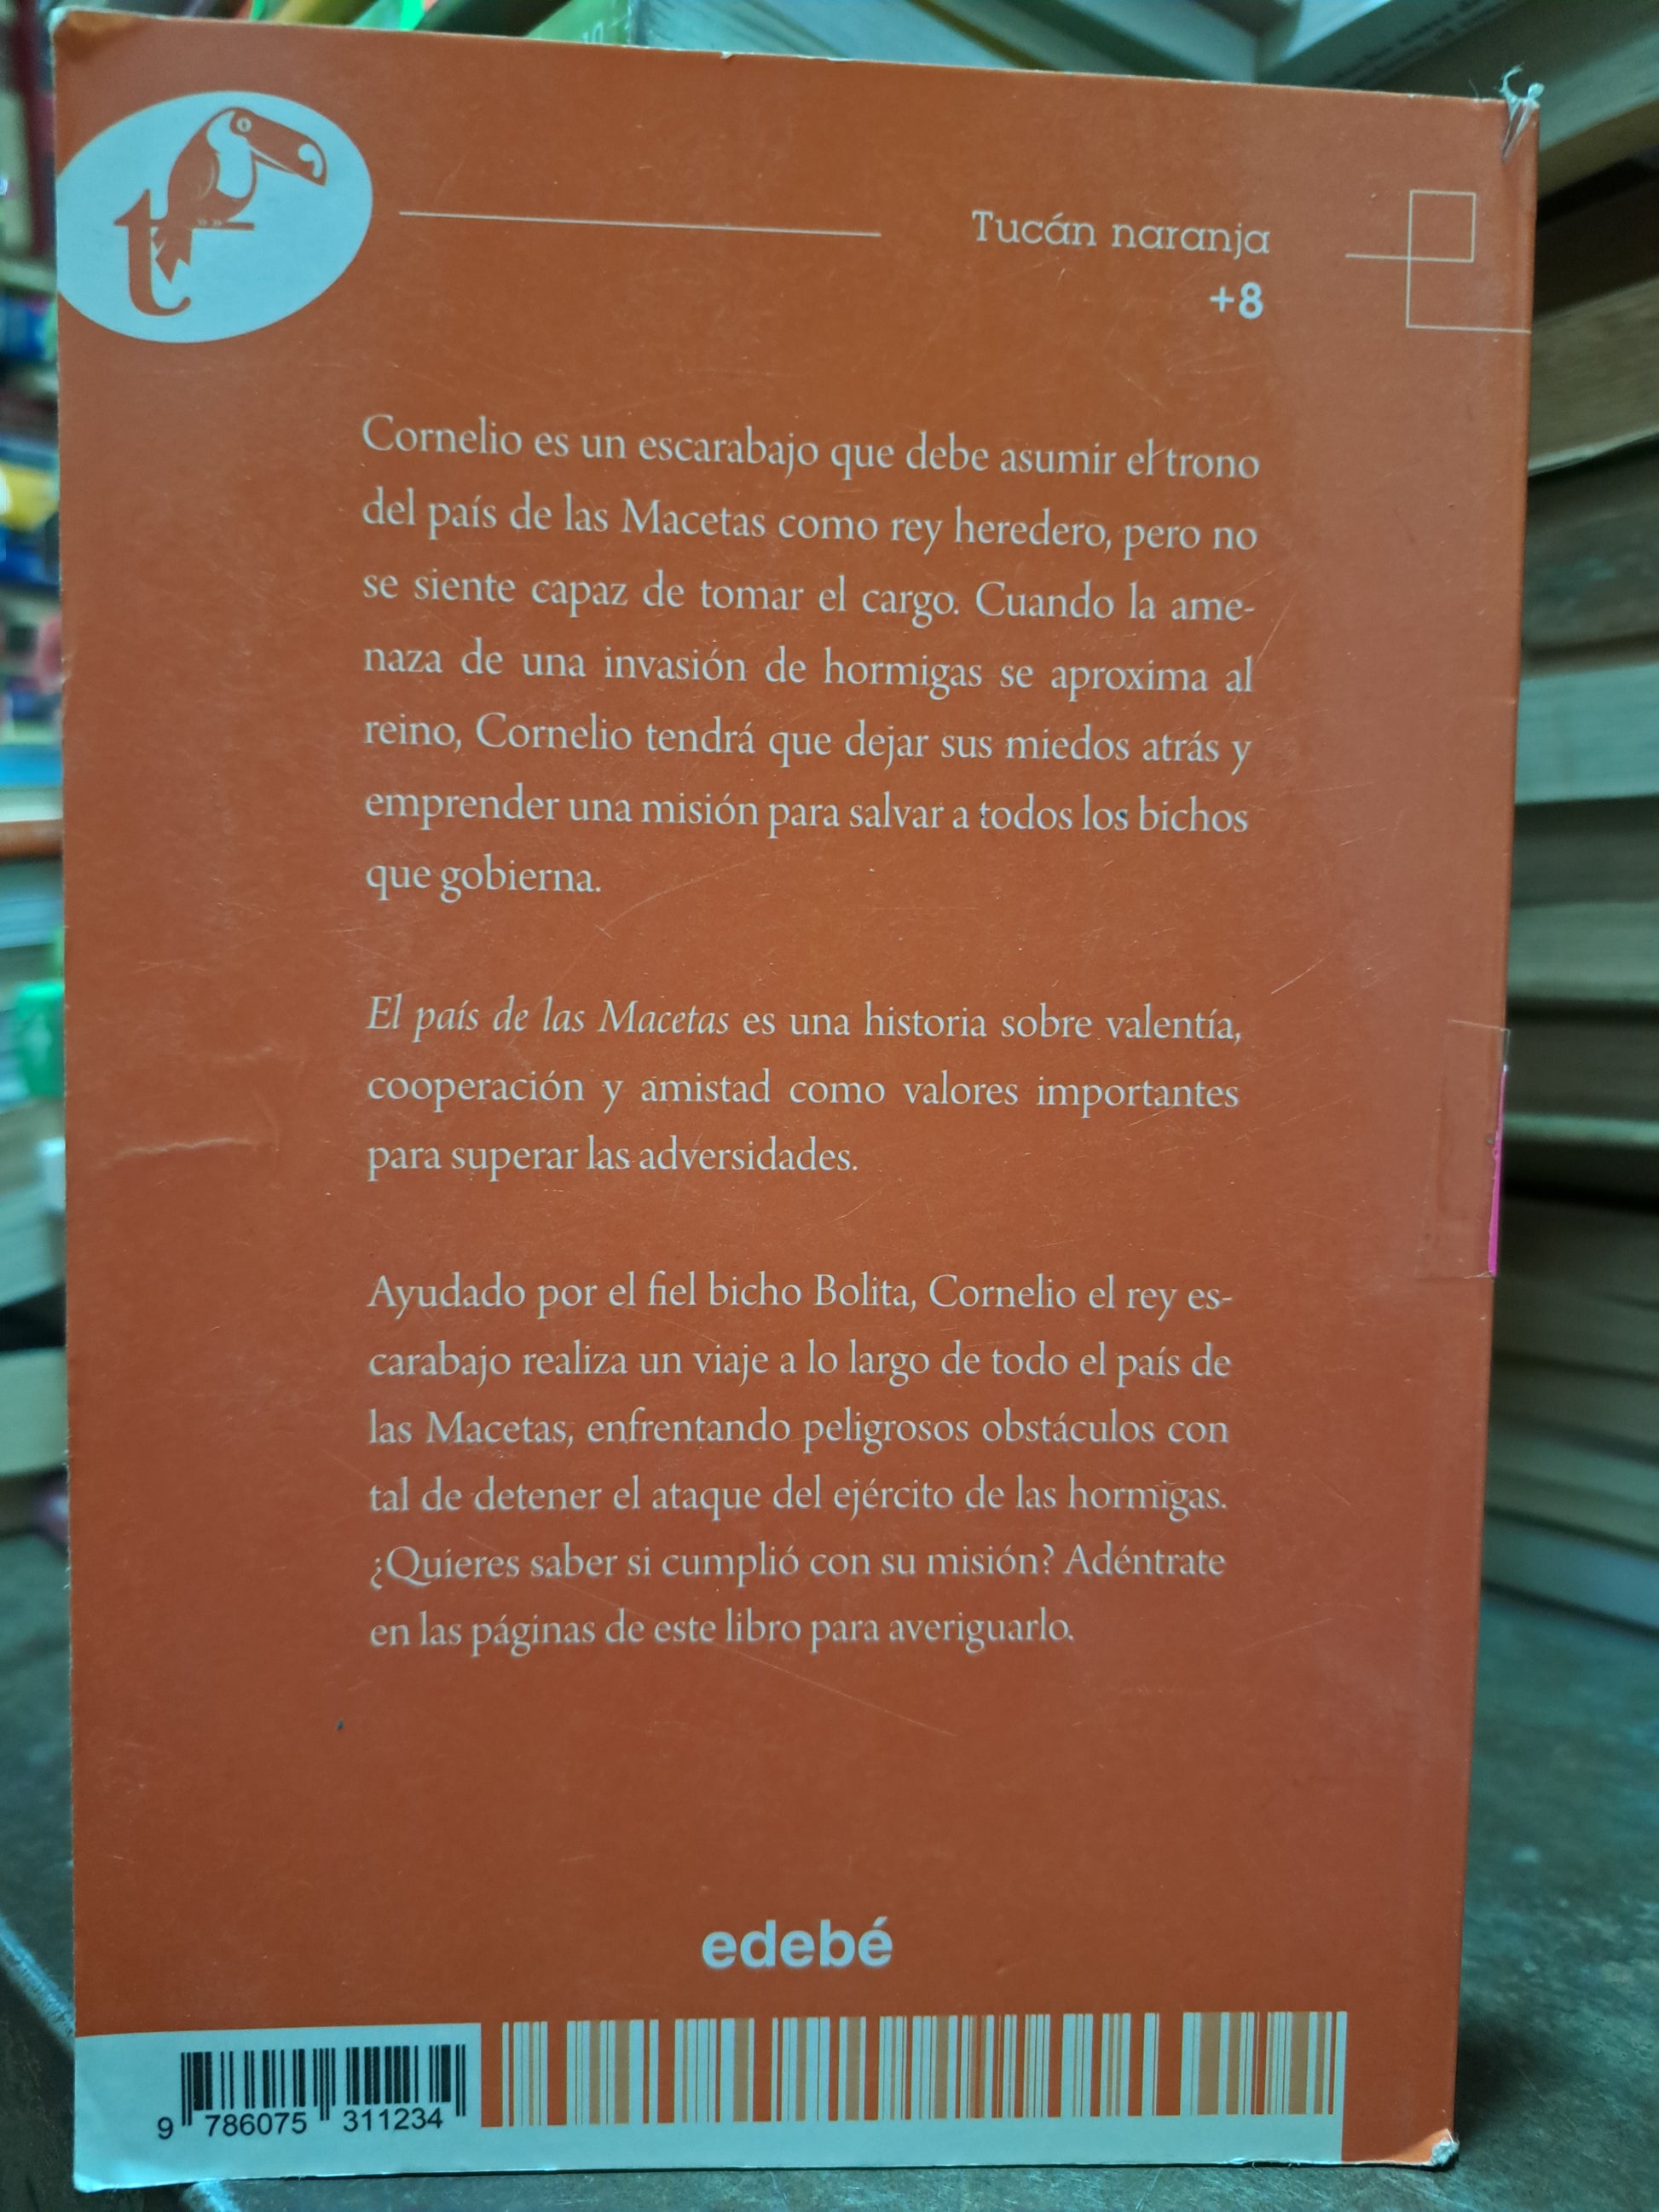 t
Tucán naranja
+8
Cornelio es un escarabajo que debe asumir el trono
del país de las Macetas como rey heredero, pero no
se siente capaz de tomar el cargo. Cuando la ame-
naza de una invasión de hormigas se aproxima al
reino, Cornelio tendrá que dejar sus miedos atrás y
emprender una misión para salvar a todos los bichos
que gobierna.
El país de las Macetas es una historia sobre valentía,
cooperación y amistad como valores importantes
para superar las adversidades.
Ayudado por el fiel bicho Bolita, Cornelio el rey es-
carabajo realiza un viaje a lo largo de todo el país de
las Macetas, enfrentando peligrosos obstáculos con
tal de detener el ataque del ejército de las hormigas.
¿Quieres saber si cumplió con su misión? Adéntrate
en las páginas de este libro para averiguarlo.
edebé
9 786075 311234